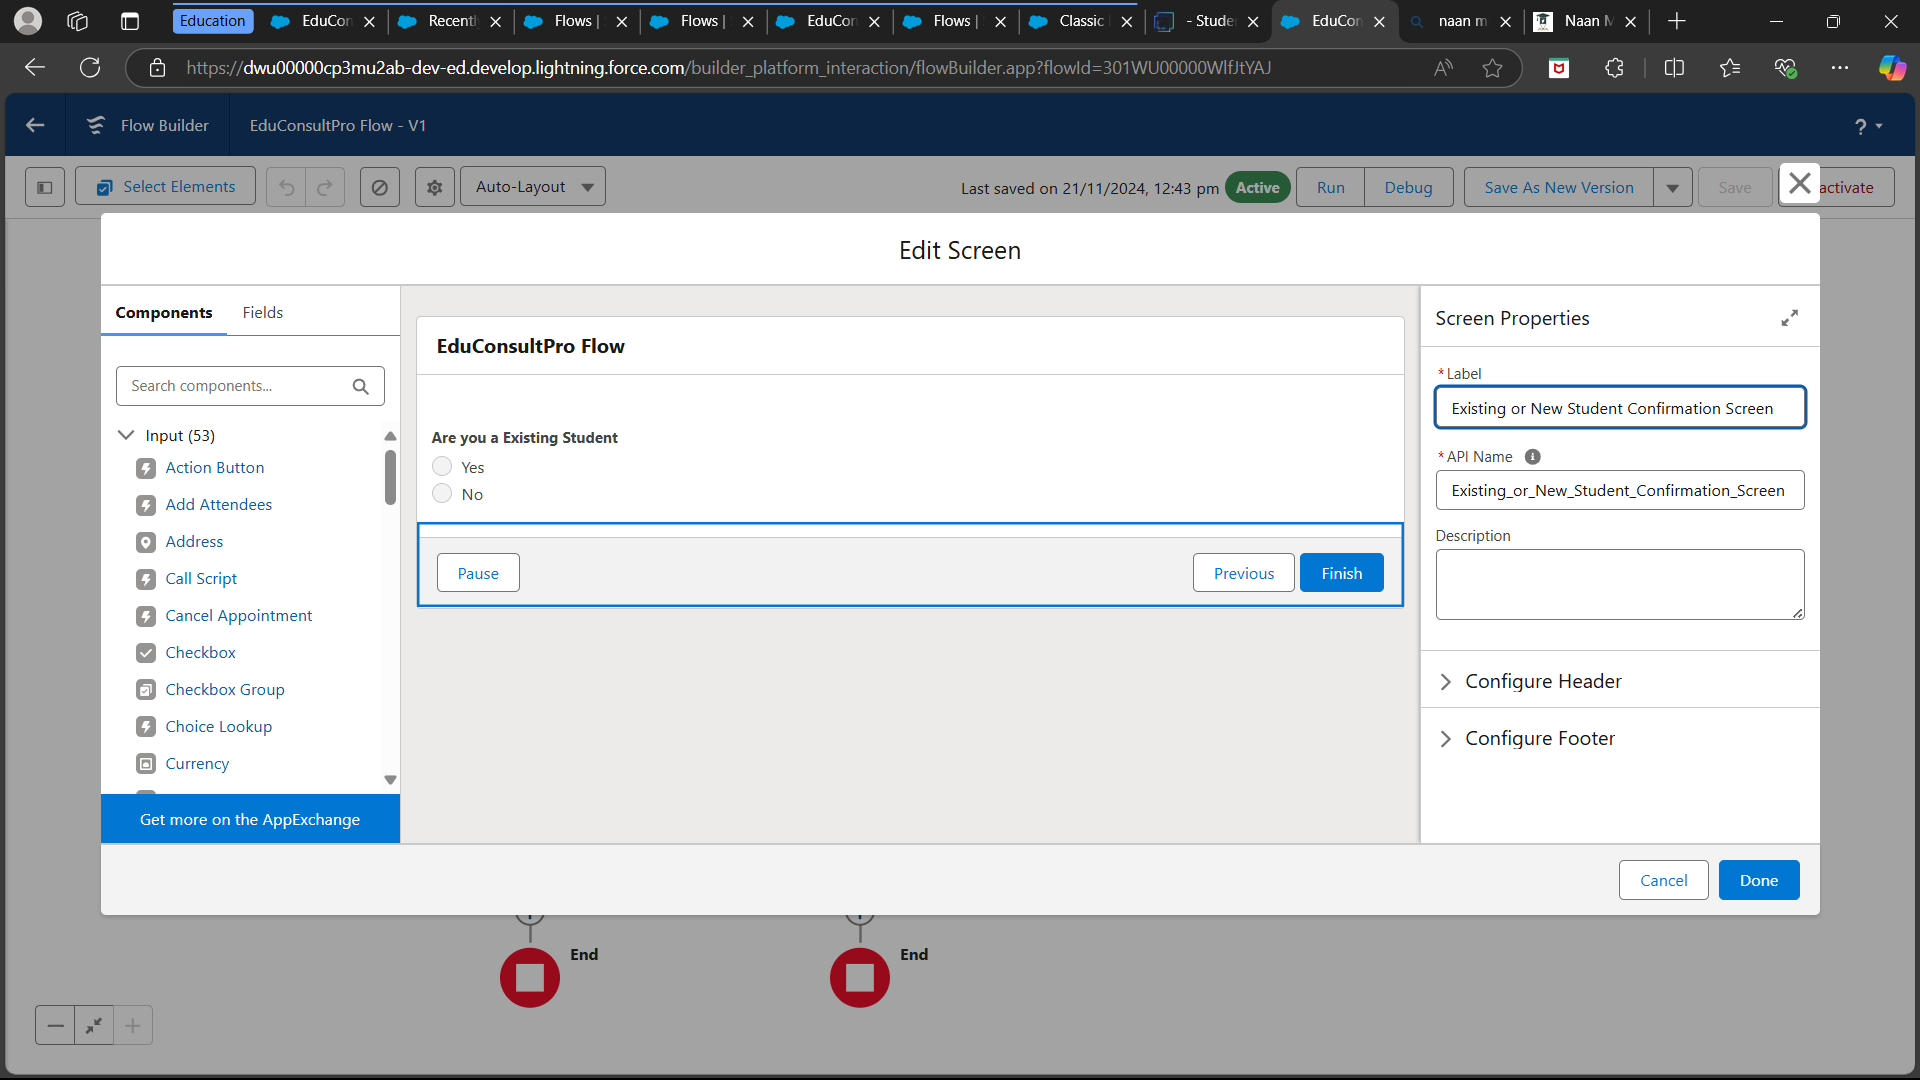 Education
EduCon
Recentl
Flows |
Flows |
EduCon
Flows |
Classic
- Stude
EduCon
naan m
Naan M
https://dwu00000cp3mu2ab-dev-ed.develop.lightning.force.com/builder_platform_interaction/flowBuilder.app?flowId=301WU00000WlfJtYAJ
Flow Builder
EduConsultPro Flow - V1
?
Select Elements
Auto-Layout
Last saved on 21/11/2024, 12:43 pm
Active
Run
Debug
Save As New Version
Save
activate
Edit Screen
Components
Fields
Search components...
Input (53)
Action Button
Add Attendees
Address
Call Script
Cancel Appointment
Checkbox
Checkbox Group
Choice Lookup
Currency
Get more on the AppExchange
EduConsultPro Flow
Are you a Existing Student
Yes
No
Pause
Previous
Finish
Screen Properties
*Label
Existing or New Student Confirmation Screen
*API Name
Existing_or_New_Student_Confirmation_Screen
Description
Configure Header
Configure Footer
Cancel
Done
End
End